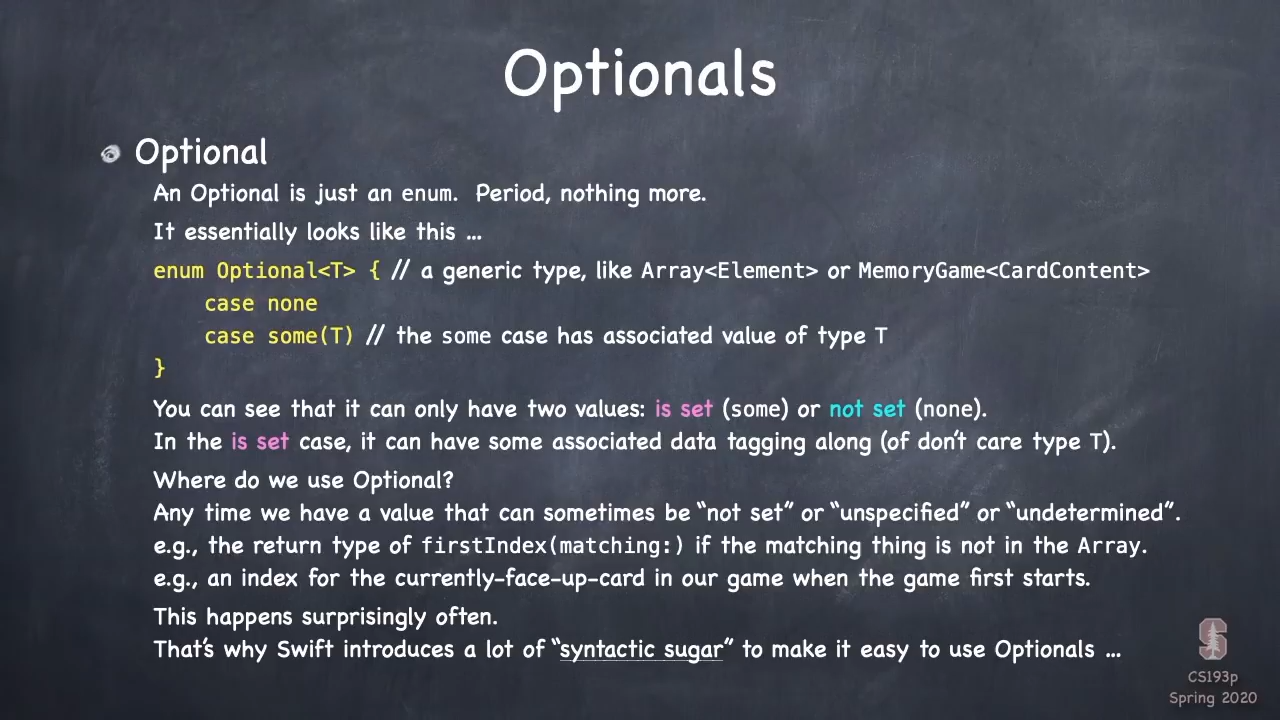 Optionals
Optional
An Optional is just an enum.  Period, nothing more.
It essentially looks like this …
enum Optional<T> { // a generic type, like Array<Element> or MemoryGame<CardContent>
    case none
    case some(T) // the some case has associated value of type T
}
You can see that it can only have two values: is set (some) or not set (none).
In the is set case, it can have some associated data tagging along (of don’t care type T).
Where do we use Optional?
Any time we have a value that can sometimes be “not set” or “unspecified” or “undetermined”.
e.g., the return type of firstIndex(matching:) if the matching thing is not in the Array.
e.g., an index for the currently-face-up-card in our game when the game first starts.
This happens surprisingly often.
That’s why Swift introduces a lot of “syntactic sugar” to make it easy to use Optionals …
S
CS193p
Spring 2020